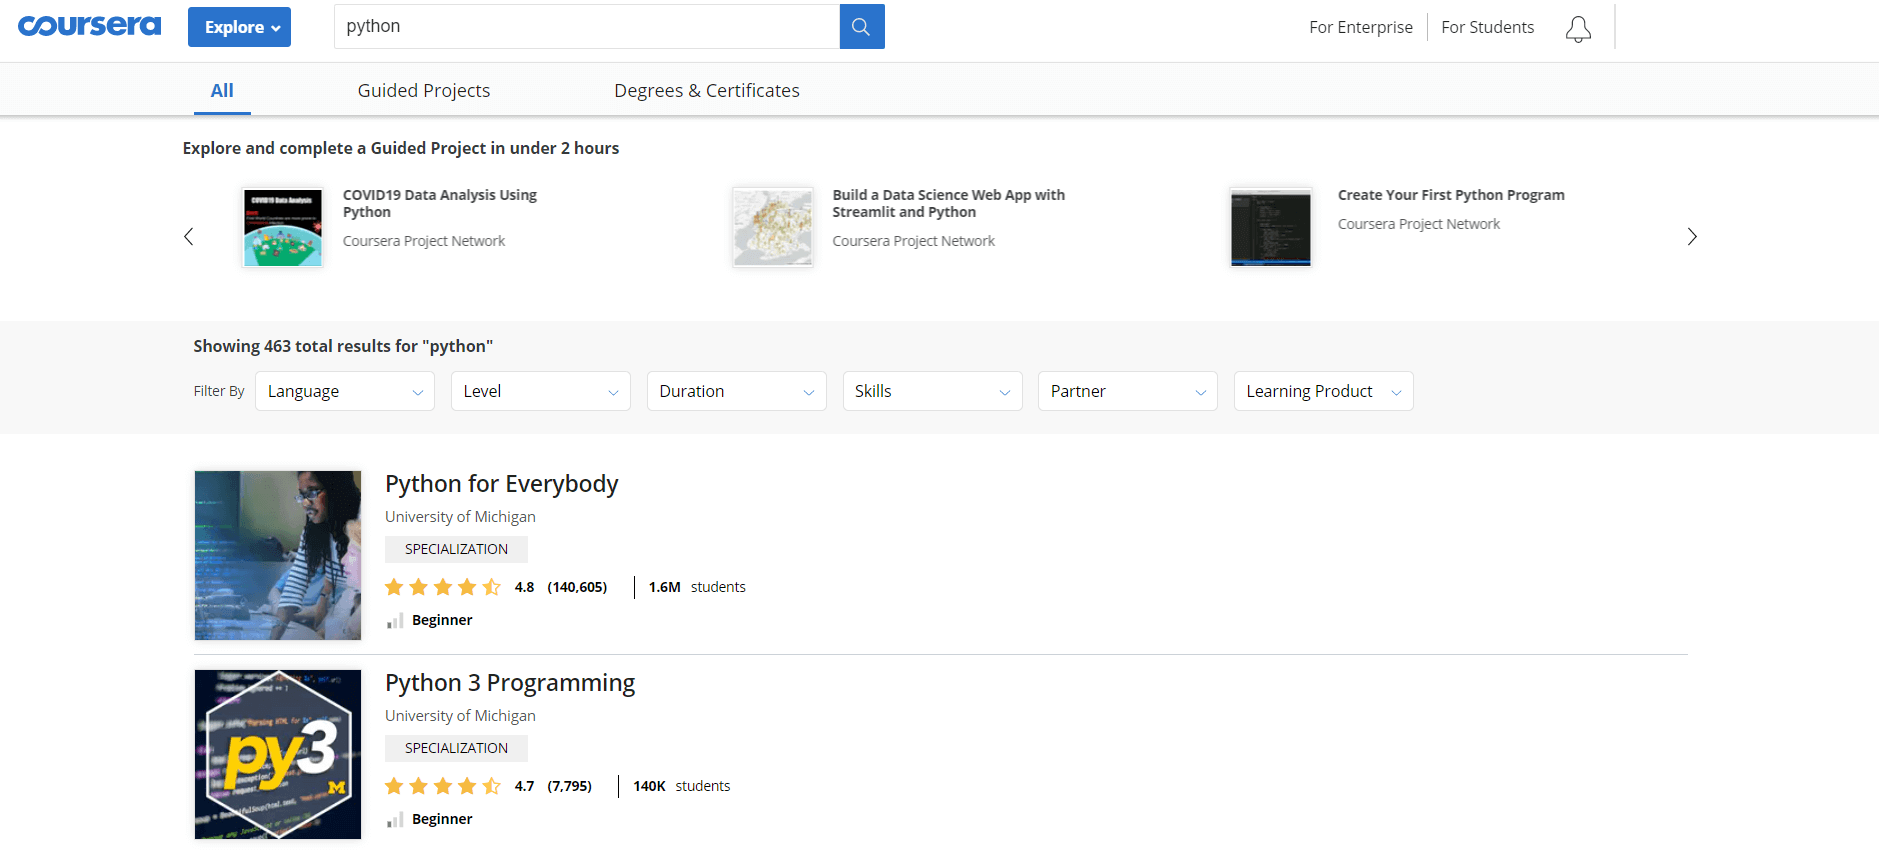 coursera
Explore
python
For Enterprise
For Students
All
Guided Projects
Degrees & Certificates
Explore and complete a Guided Project in under 2 hours
COVID19 Data Analysis
COVID19 Data Analysis Using
Python
Coursera Project Network
Build a Data Science Web App with
Streamlit and Python
Coursera Project Network
Create Your First Python Program
Coursera Project Network
Showing 463 total results for "python"
Filter By
Language
Level
Duration
Skills
Partner
Learning Product
Python for Everybody
University of Michigan
SPECIALIZATION
4.8 (140,605) 1.6M students
Beginner
py3
M
Python 3 Programming
University of Michigan
SPECIALIZATION
4.7 (7,795) 140K students
Beginner